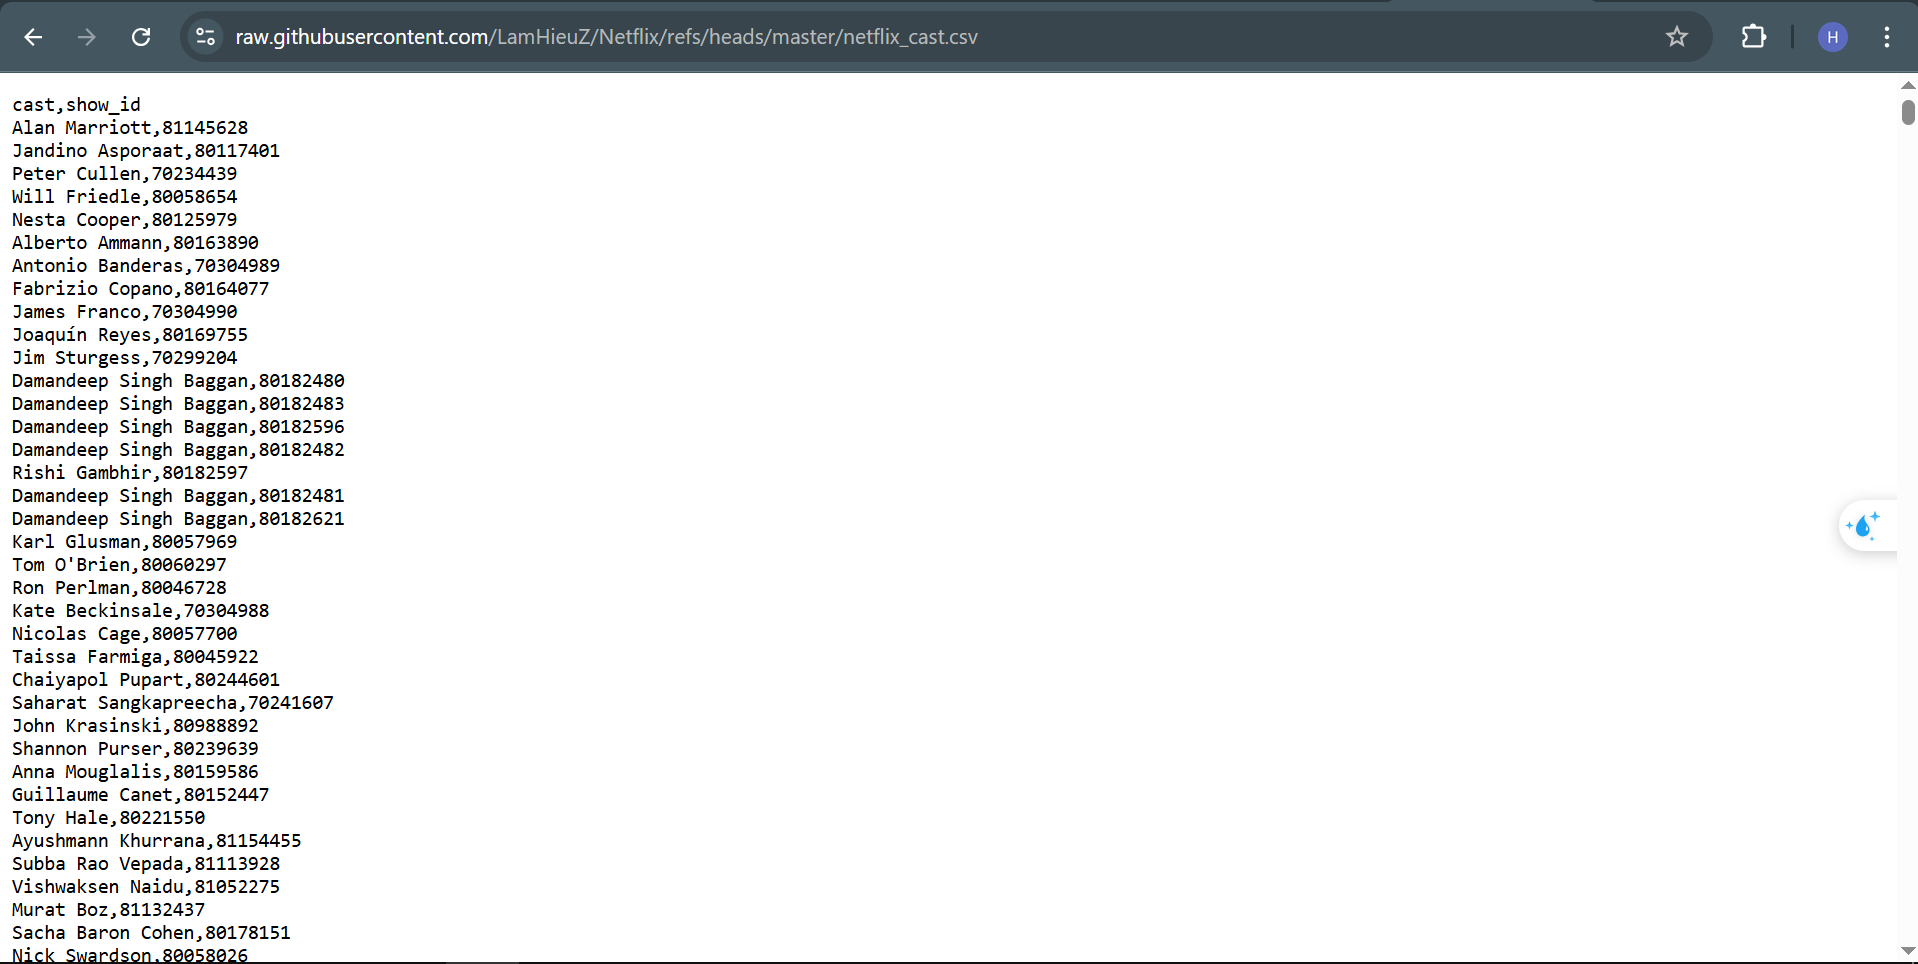 raw.githubusercontent.com/LamHieuZ/Netflix/refs/heads/master/netflix_cast.csv
H
cast,show_id
Alan Marriott,81145628
Jandino Asporaat,80117401
Peter Cullen,70234439
Will Friedle,80058654
Nesta Cooper,80125979
Alberto Ammann,80163890
Antonio Banderas,70304989
Fabrizio Copano,80164077
James Franco,70304990
Joaquín Reyes,80169755
Jim Sturgess,70299204
Damandeep Singh Baggan,80182480
Damandeep Singh Baggan,80182483
Damandeep Singh Baggan,80182596
Damandeep Singh Baggan,80182482
Rishi Gambhir,80182597
Damandeep Singh Baggan,80182481
Damandeep Singh Baggan,80182621
Karl Glusman,80057969
Tom O'Brien,80060297
Ron Perlman,80046728
Kate Beckinsale,70304988
Nicolas Cage,80057700
Taissa Farmiga,80045922
Chaiyapol Pupart,80244601
Saharat Sangkapreecha,70241607
John Krasinski,80988892
Shannon Purser,80239639
Anna Mouglalis,80159586
Guillaume Canet,80152447
Tony Hale,80221550
Ayushmann Khurrana,81154455
Subba Rao Vepada,81113928
Vishwaksen Naidu,81052275
Murat Boz,81132437
Sacha Baron Cohen,80178151
Nick Swardson,80058026